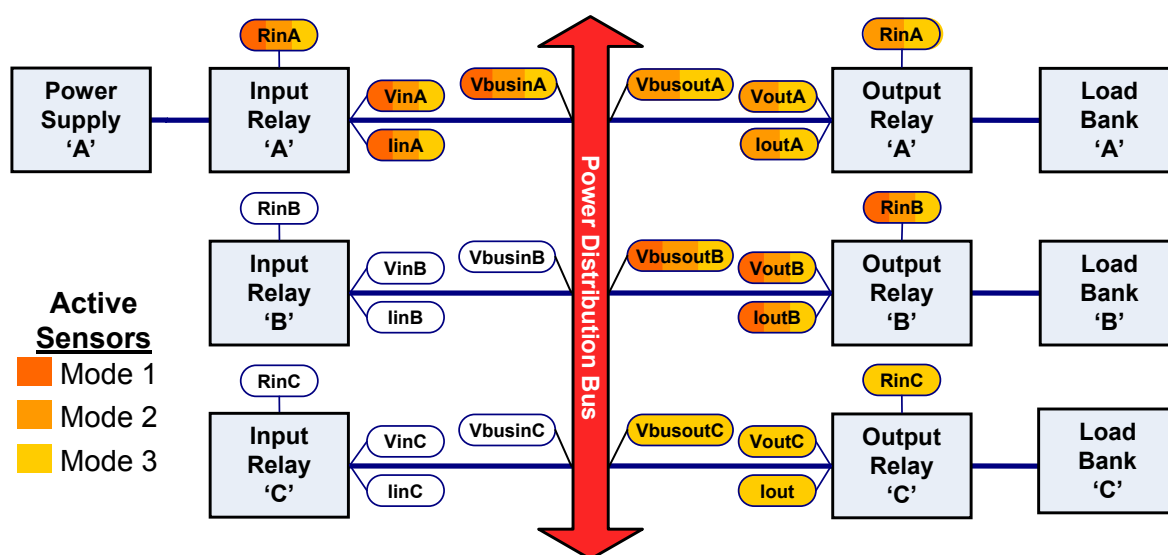 RinA
RinA
Power
Supply
‘A’
Input
Relay
‘A’
VinA
IinA
VbusinA
VbusoutA
VoutA
IoutA
Output
Relay
‘A’
Load
Bank
‘A’
Power Distribution Bus
RinB
RinB
Input
Relay
‘B’
VinB
IinB
VbusinB
VbusoutB
VoutB
IoutB
Output
Relay
‘B’
Load
Bank
‘B’
Active
Sensors
Mode 1
Mode 2
Mode 3
RinC
RinC
Input
Relay
‘C’
VinC
IinC
VbusinC
VbusoutC
VoutC
Iout
Output
Relay
‘C’
Load
Bank
‘C’